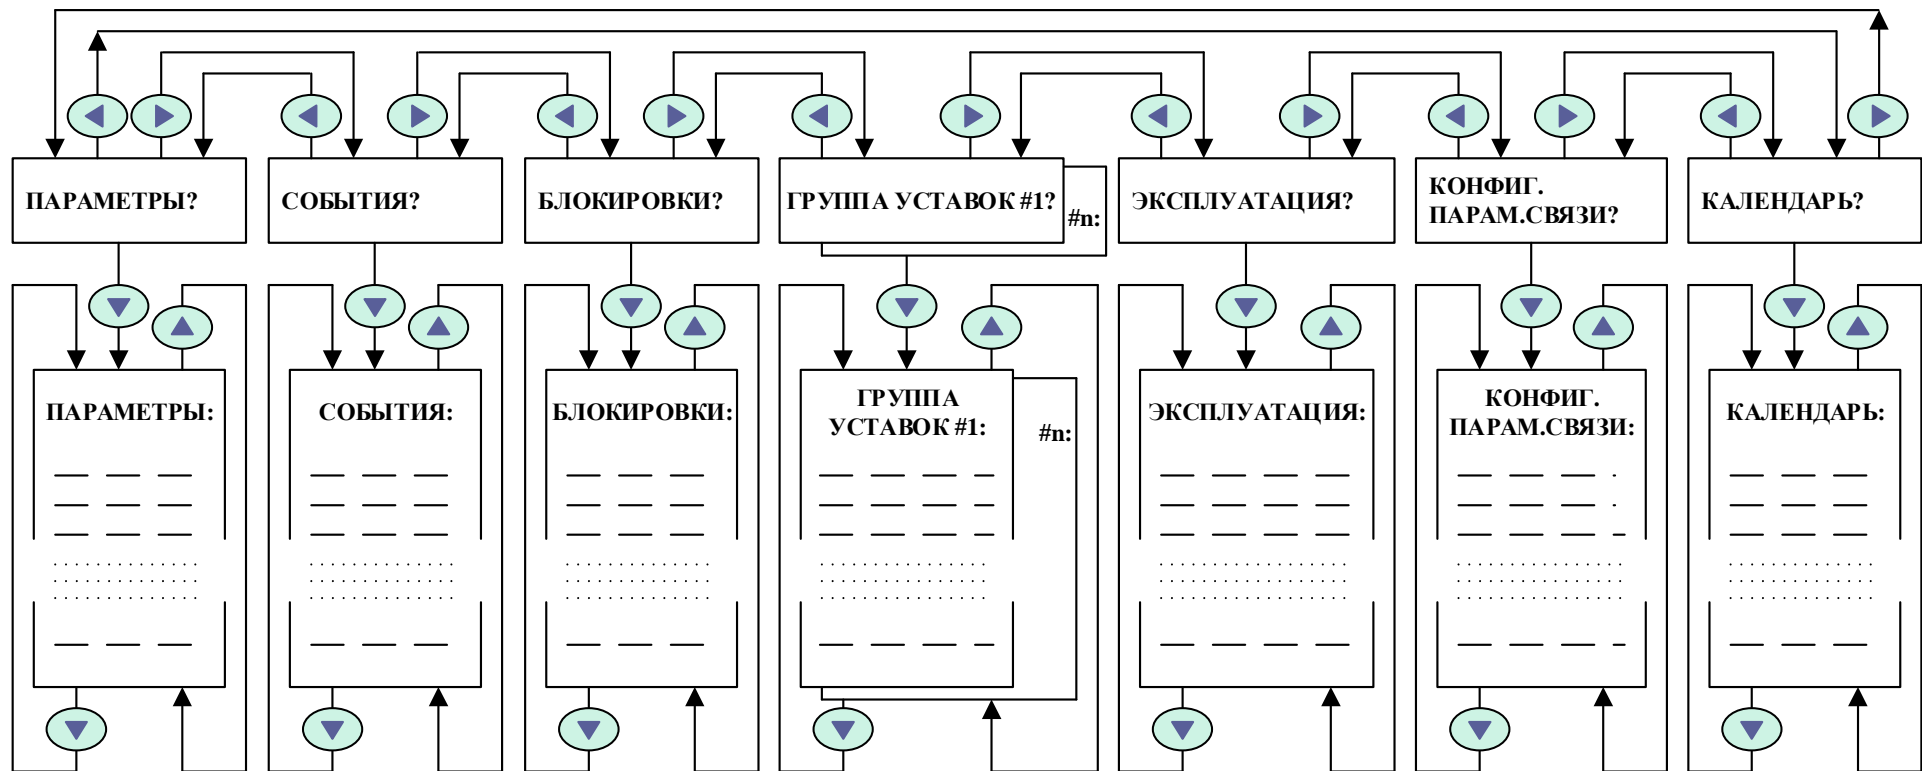 ПАРАМЕТРЫ?
СОБЫТИЯ?
БЛОКИРОВКИ?
ГРУППА УСТАВОК #1?
#n:
ЭКСПЛУАТАЦИЯ?
КОНФИГ.
ПАРАМ.СВЯЗИ?
КАЛЕНДАРЬ?
ПАРАМЕТРЫ:
СОБЫТИЯ:
БЛОКИРОВКИ:
ГРУППА
УСТАВОК #1:
#n:
ЭКСПЛУАТАЦИЯ:
КОНФИГ.
ПАРАМ.СВЯЗИ:
КАЛЕНДАРЬ: